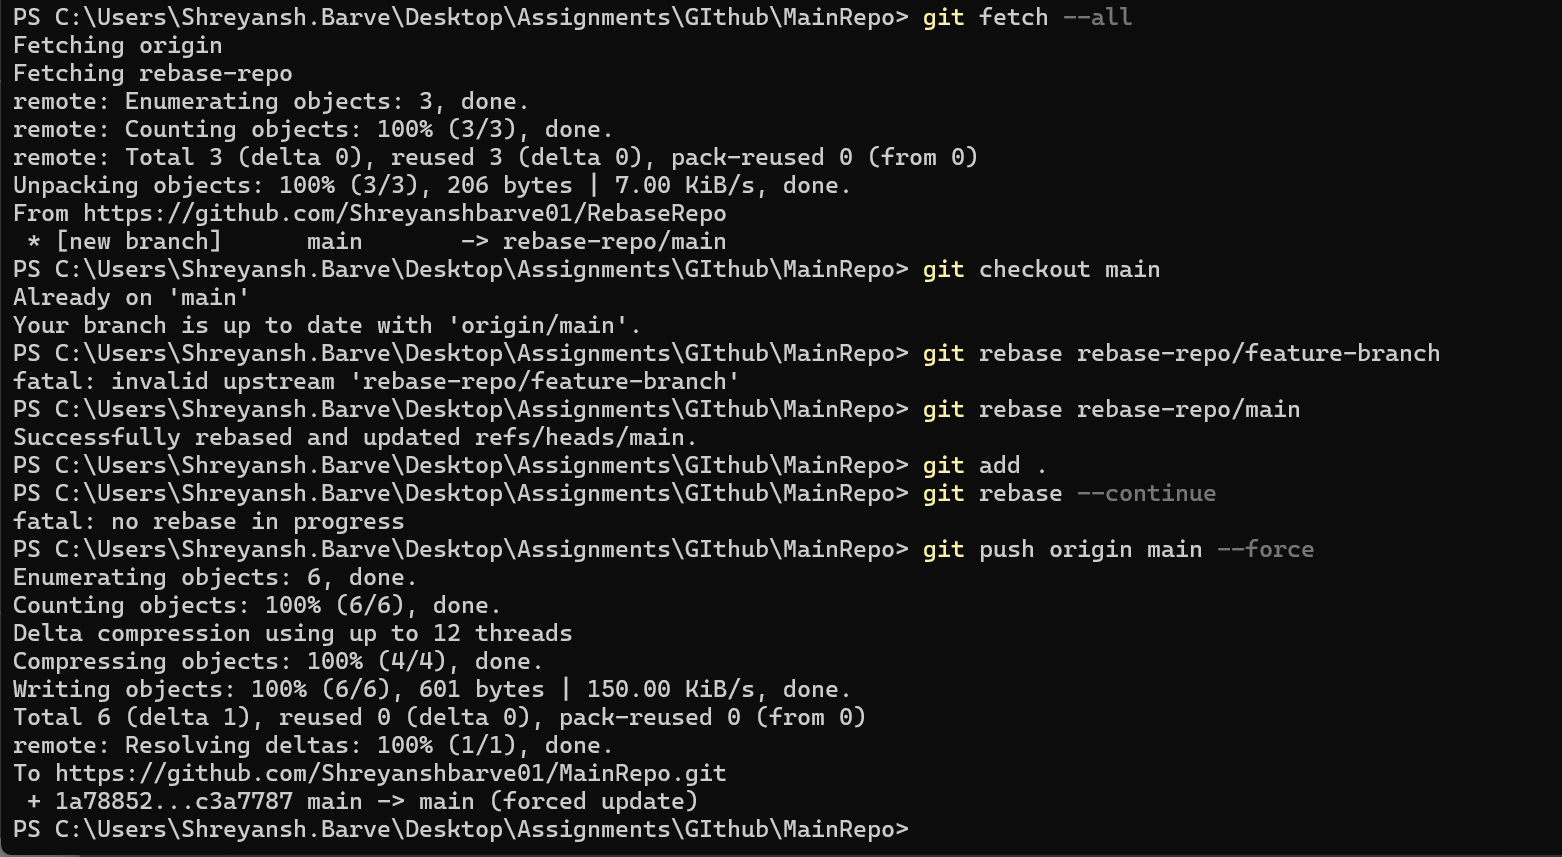 PS C:\Users\Shreyansh.Barve\Desktop\Assignments\GIthub\MainRepo> git fetch --all
Fetching origin
Fetching rebase-repo
remote: Enumerating objects: 3, done.
remote: Counting objects: 100% (3/3), done.
remote: Total 3 (delta 0), reused 3 (delta 0), pack-reused 0 (from 0)
Unpacking objects: 100% (3/3), 206 bytes | 7.00 KiB/s, done.
From https://github.com/Shreyanshbarve01/RebaseRepo
 * [new branch]      main       -> rebase-repo/main
PS C:\Users\Shreyansh.Barve\Desktop\Assignments\GIthub\MainRepo> git checkout main
Already on 'main'
Your branch is up to date with 'origin/main'.
PS C:\Users\Shreyansh.Barve\Desktop\Assignments\GIthub\MainRepo> git rebase rebase-repo/feature-branch
fatal: invalid upstream 'rebase-repo/feature-branch'
PS C:\Users\Shreyansh.Barve\Desktop\Assignments\GIthub\MainRepo> git rebase rebase-repo/main
Successfully rebased and updated refs/heads/main.
PS C:\Users\Shreyansh.Barve\Desktop\Assignments\GIthub\MainRepo> git add .
PS C:\Users\Shreyansh.Barve\Desktop\Assignments\GIthub\MainRepo> git rebase --continue
fatal: no rebase in progress
PS C:\Users\Shreyansh.Barve\Desktop\Assignments\GIthub\MainRepo> git push origin main --force
Enumerating objects: 6, done.
Counting objects: 100% (6/6), done.
Delta compression using up to 12 threads
Compressing objects: 100% (4/4), done.
Writing objects: 100% (6/6), 601 bytes | 150.00 KiB/s, done.
Total 6 (delta 1), reused 0 (delta 0), pack-reused 0 (from 0)
remote: Resolving deltas: 100% (1/1), done.
To https://github.com/Shreyanshbarve01/MainRepo.git
 + 1a78852...c3a7787 main -> main (forced update)
PS C:\Users\Shreyansh.Barve\Desktop\Assignments\GIthub\MainRepo>